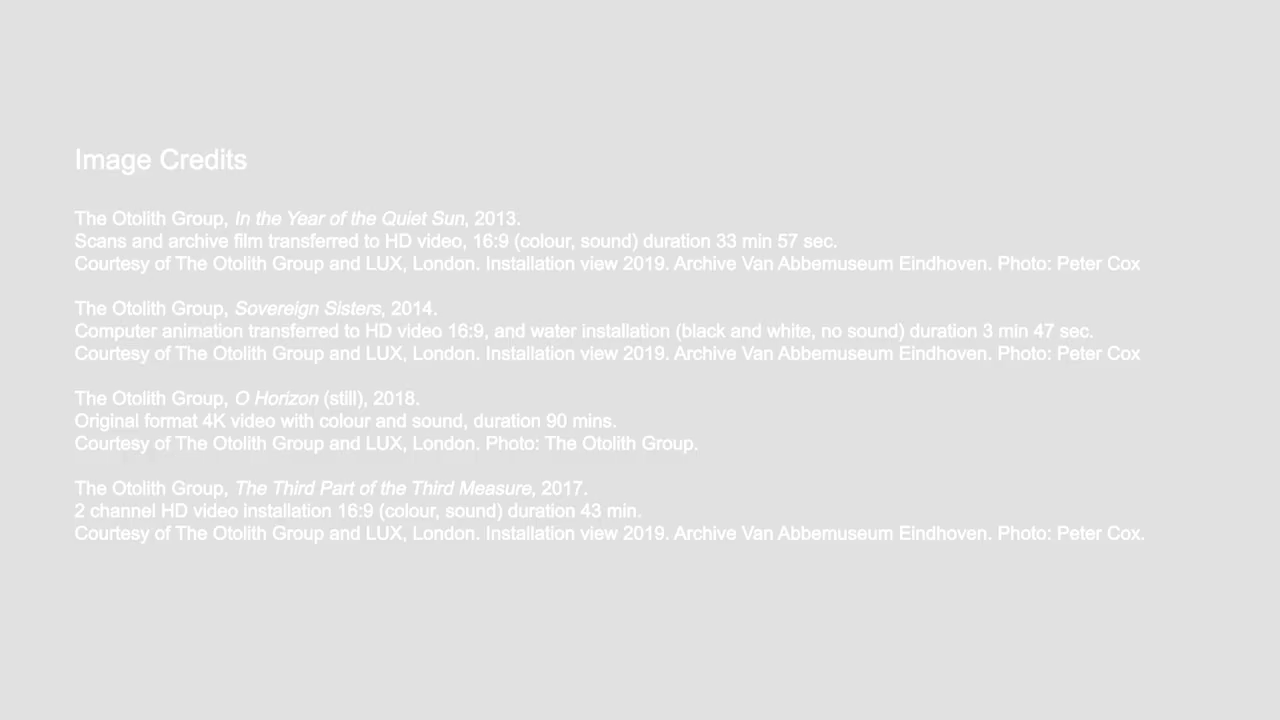 Image Credits
The Otolith Group, In the Year of the Quiet Sun, 2013.
Scans and archive film transferred to HD video, 16:9 (colour, sound) duration 33 min 57 sec.
Courtesy of The Otolith Group and LUX, London. Installation view 2019. Archive Van Abbemuseum Eindhoven. Photo: Peter Cox
The Otolith Group, Sovereign Sisters, 2014.
Computer animation transferred to HD video 16:9, and water installation (black and white, no sound) duration 3 min 47 sec.
Courtesy of The Otolith Group and LUX, London. Installation view 2019. Archive Van Abbemuseum Eindhoven. Photo: Peter Cox
The Otolith Group, O Horizon (still), 2018.
Original format 4K video with colour and sound, duration 90 mins.
Courtesy of The Otolith Group and LUX, London. Photo: The Otolith Group.
The Otolith Group, The Third Part of the Third Measure, 2017.
2 channel HD video installation 16:9 (colour, sound) duration 43 min.
Courtesy of The Otolith Group and LUX, London. Installation view 2019. Archive Van Abbemuseum Eindhoven. Photo: Peter Cox.